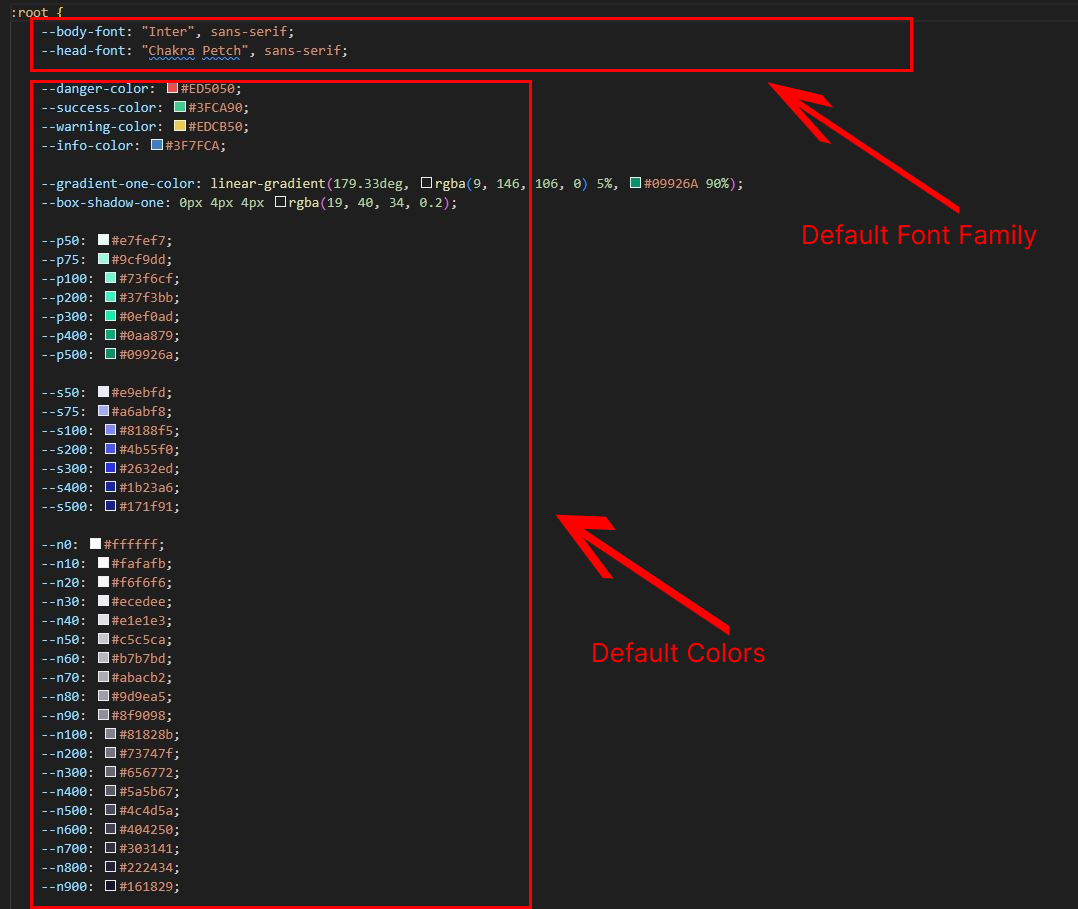 :root {
--body-font: "Inter", sans-serif;
--head-font: "Chakra Petch", sans-serif;
--danger-color: #ED5050;
--success-color: #3FCA90;
--warning-color: #EDCB50;
--info-color: #3F7FCA;
--gradient-one-color: linear-gradient(179.33deg, rgba(9, 146, 106, 0) 5%, #09926A 90%);
--box-shadow-one: 0px 4px 4px rgba(19, 40, 34, 0.2);
Default Font Family
--p50: #e7fef7;
--p75: #9cf9dd;
--p100: #73f6cf;
--p200: #37f3bb;
--p300: #0ef0ad;
--p400: #0aa879;
--p500: #09926a;
--s50: #e9ebfd;
--s75: #a6abf8;
--s100: #8188f5;
--s200: #4b55f0;
--s300: #2632ed;
--s400: #1b23a6;
--s500: #171f91;
--n0: #ffffff;
--n10: #fafafb;
--n20: #f6f6f6;
--n30: #ecedee;
--n40: #e1e1e3;
--n50: #c5c5ca;
Default Colors
--n60: #b7b7bd;
--n70: #abacb2;
--n80: #9d9ea5;
--n90: #8f9098;
--n100: #81828b;
--n200: #73747f;
--n300: #656772;
--n400: #5a5b67;
--n500: #4c4d5a;
--n600: #404250;
--n700: #303141;
--n800: #222434;
--n900: #161829;